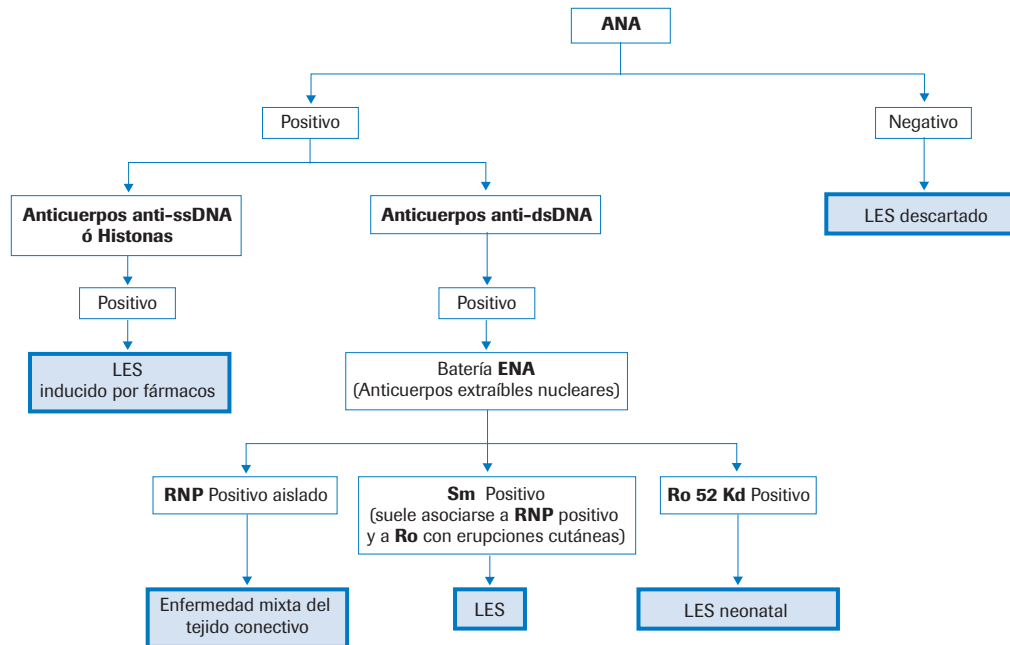 ANA
Positivo
Negativo
Anticuerpos anti-ssDNA
ó Histonas
Anticuerpos anti-dsDNA
LES descartado
Positivo
Positivo
LES
inducido por fármacos
Batería ENA
(Anticuerpos extraíbles nucleares)
RNP Positivo aislado
Sm Positivo
(suele asociarse a RNP positivo
y a Ro con erupciones cutáneas)
Ro 52 Kd Positivo
Enfermedad mixta del
tejido conectivo
LES
LES neonatal